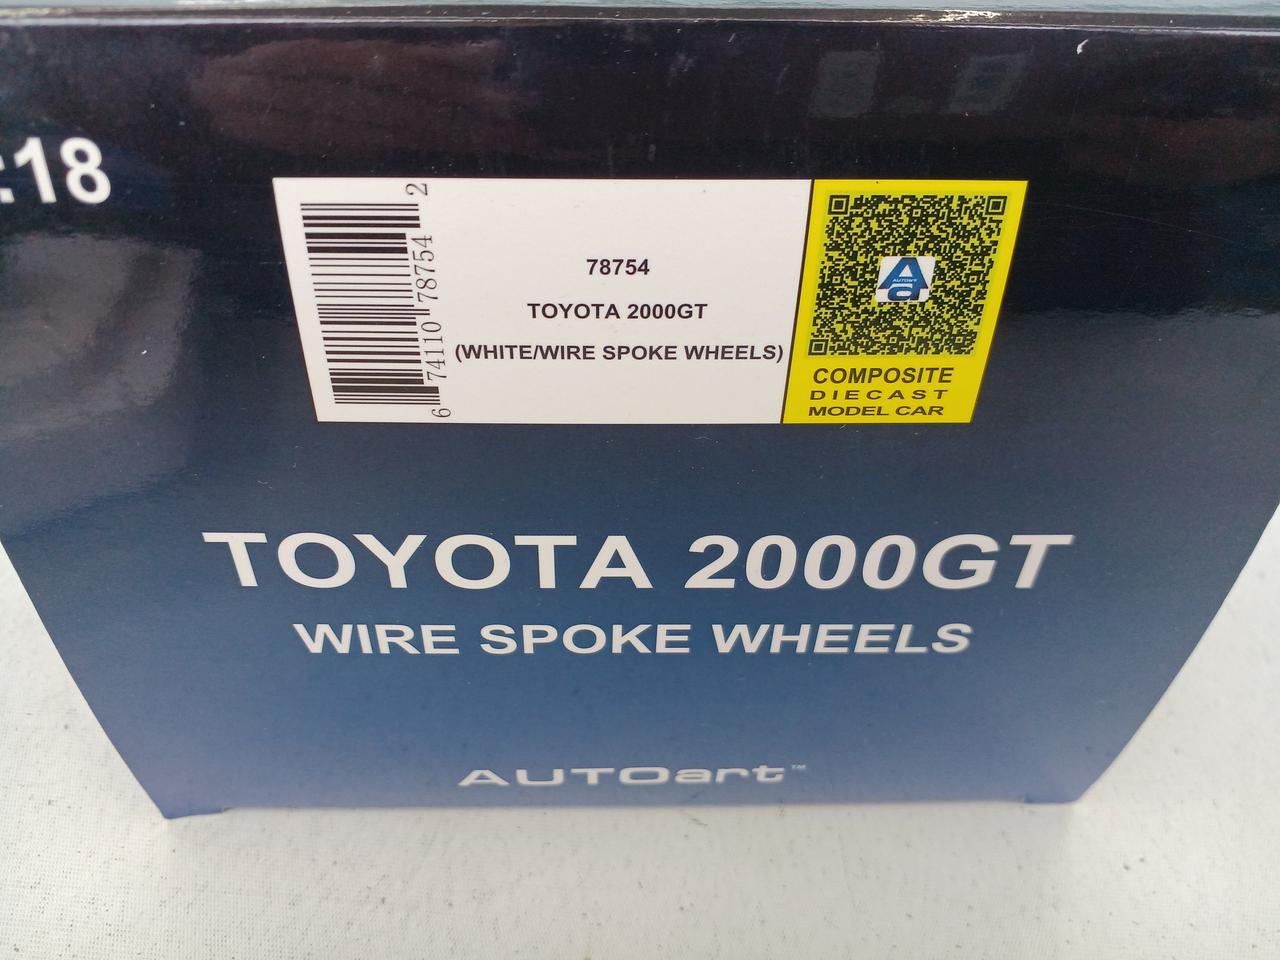 :18
6 74110 78754 2
78754
TOYOTA 2000GT
(WHITE/WIRE SPOKE WHEELS)
AUTOart
COMPOSITE
DIECAST
MODEL CAR
TOYOTA 2000GT
WIRE SPOKE WHEELS
AUTOart™